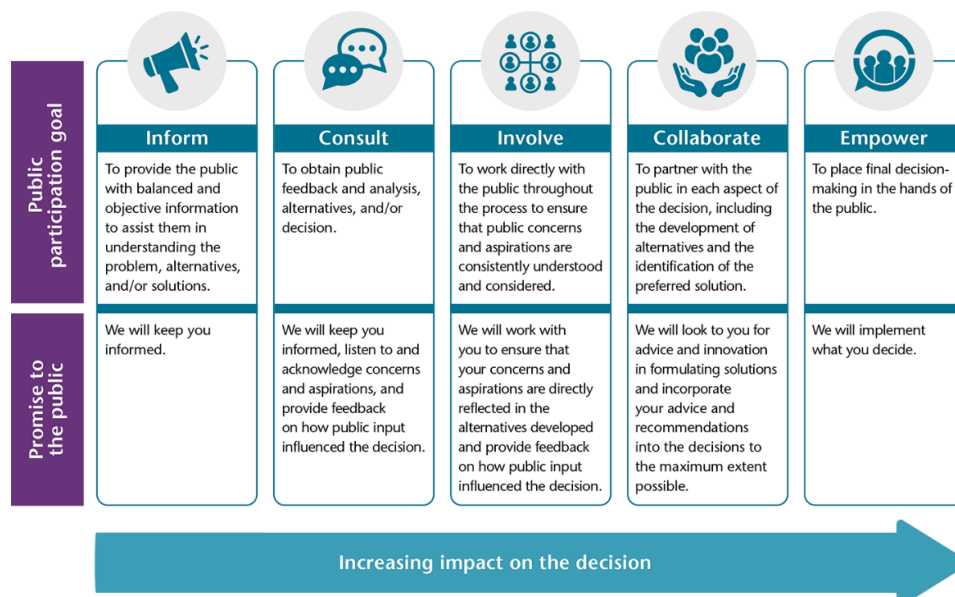 Public
participation goal
Inform
To provide the public
with balanced and
objective information
to assist them in
understanding the
problem, alternatives,
and/or solutions.
Consult
To obtain public
feedback and analysis,
alternatives, and/or
decision.
Involve
To work directly with
the public throughout
the process to ensure
that public concerns
and aspirations are
consistently understood
and considered.
Collaborate
To partner with the
public in each aspect of
the decision, including
the development of
alternatives and the
identification of the
preferred solution.
Empower
To place final decision-
making in the hands of
the public.
Promise to
the public
We will keep you
informed.
We will keep you
informed, listen to and
acknowledge concerns
and aspirations, and
provide feedback
on how public input
influenced the decision.
We will work with
you to ensure that
your concerns and
aspirations are directly
reflected in the
alternatives developed
and provide feedback
on how public input
influenced the decision.
We will look to you for
advice and innovation
in formulating solutions
and incorporate
your advice and
recommendations
into the decisions to
the maximum extent
possible.
We will implement
what you decide.
Increasing impact on the decision